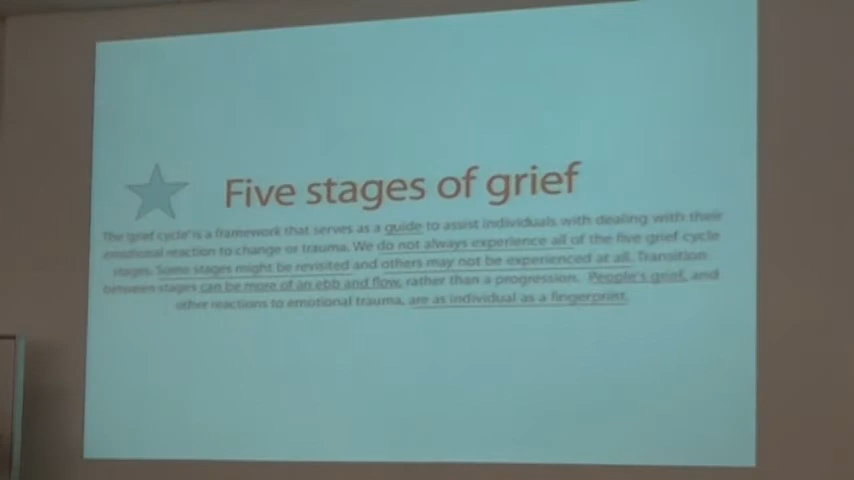 Five stages of grief
The 'grief cycle' is a framework that serves as a guide to assist individuals with dealing with their
emotional reaction to change or trauma. We do not always experience all of the five grief cycle
stages. Some stages might be revisited and others may not be experienced at all. Transition
between stages can be more of an ebb and flow, rather than a progression. People's grief, and
other reactions to emotional trauma, are as individual as a fingerprint.